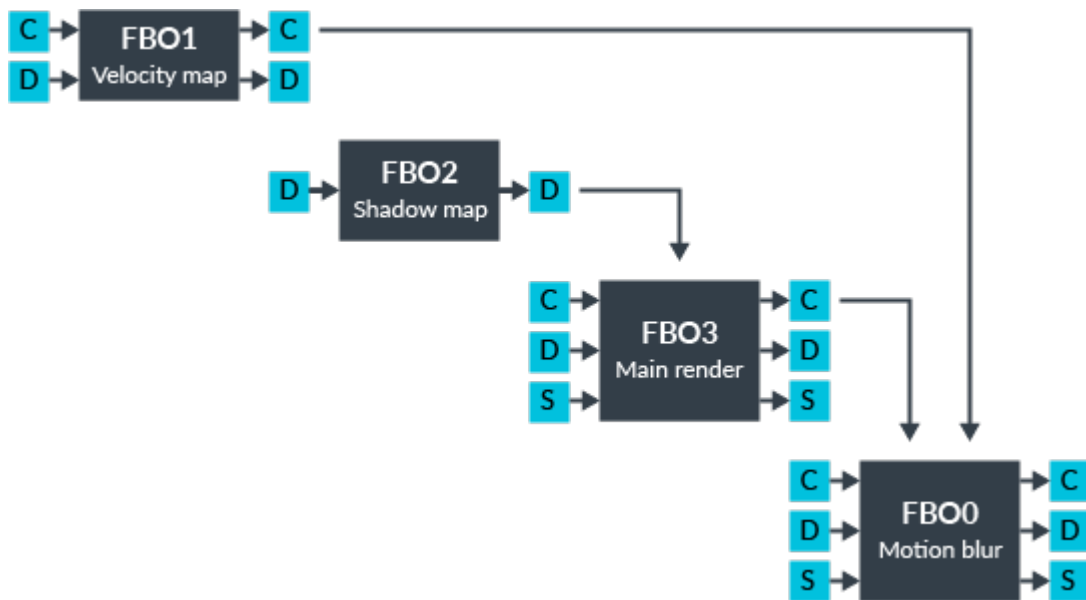 C
FBO1
C
D
Velocity map
D
D
FBO2
Shadow map
D
C
FBO3
C
D
Main render
D
S
S
C
FBO0
C
D
Motion blur
D
S
S